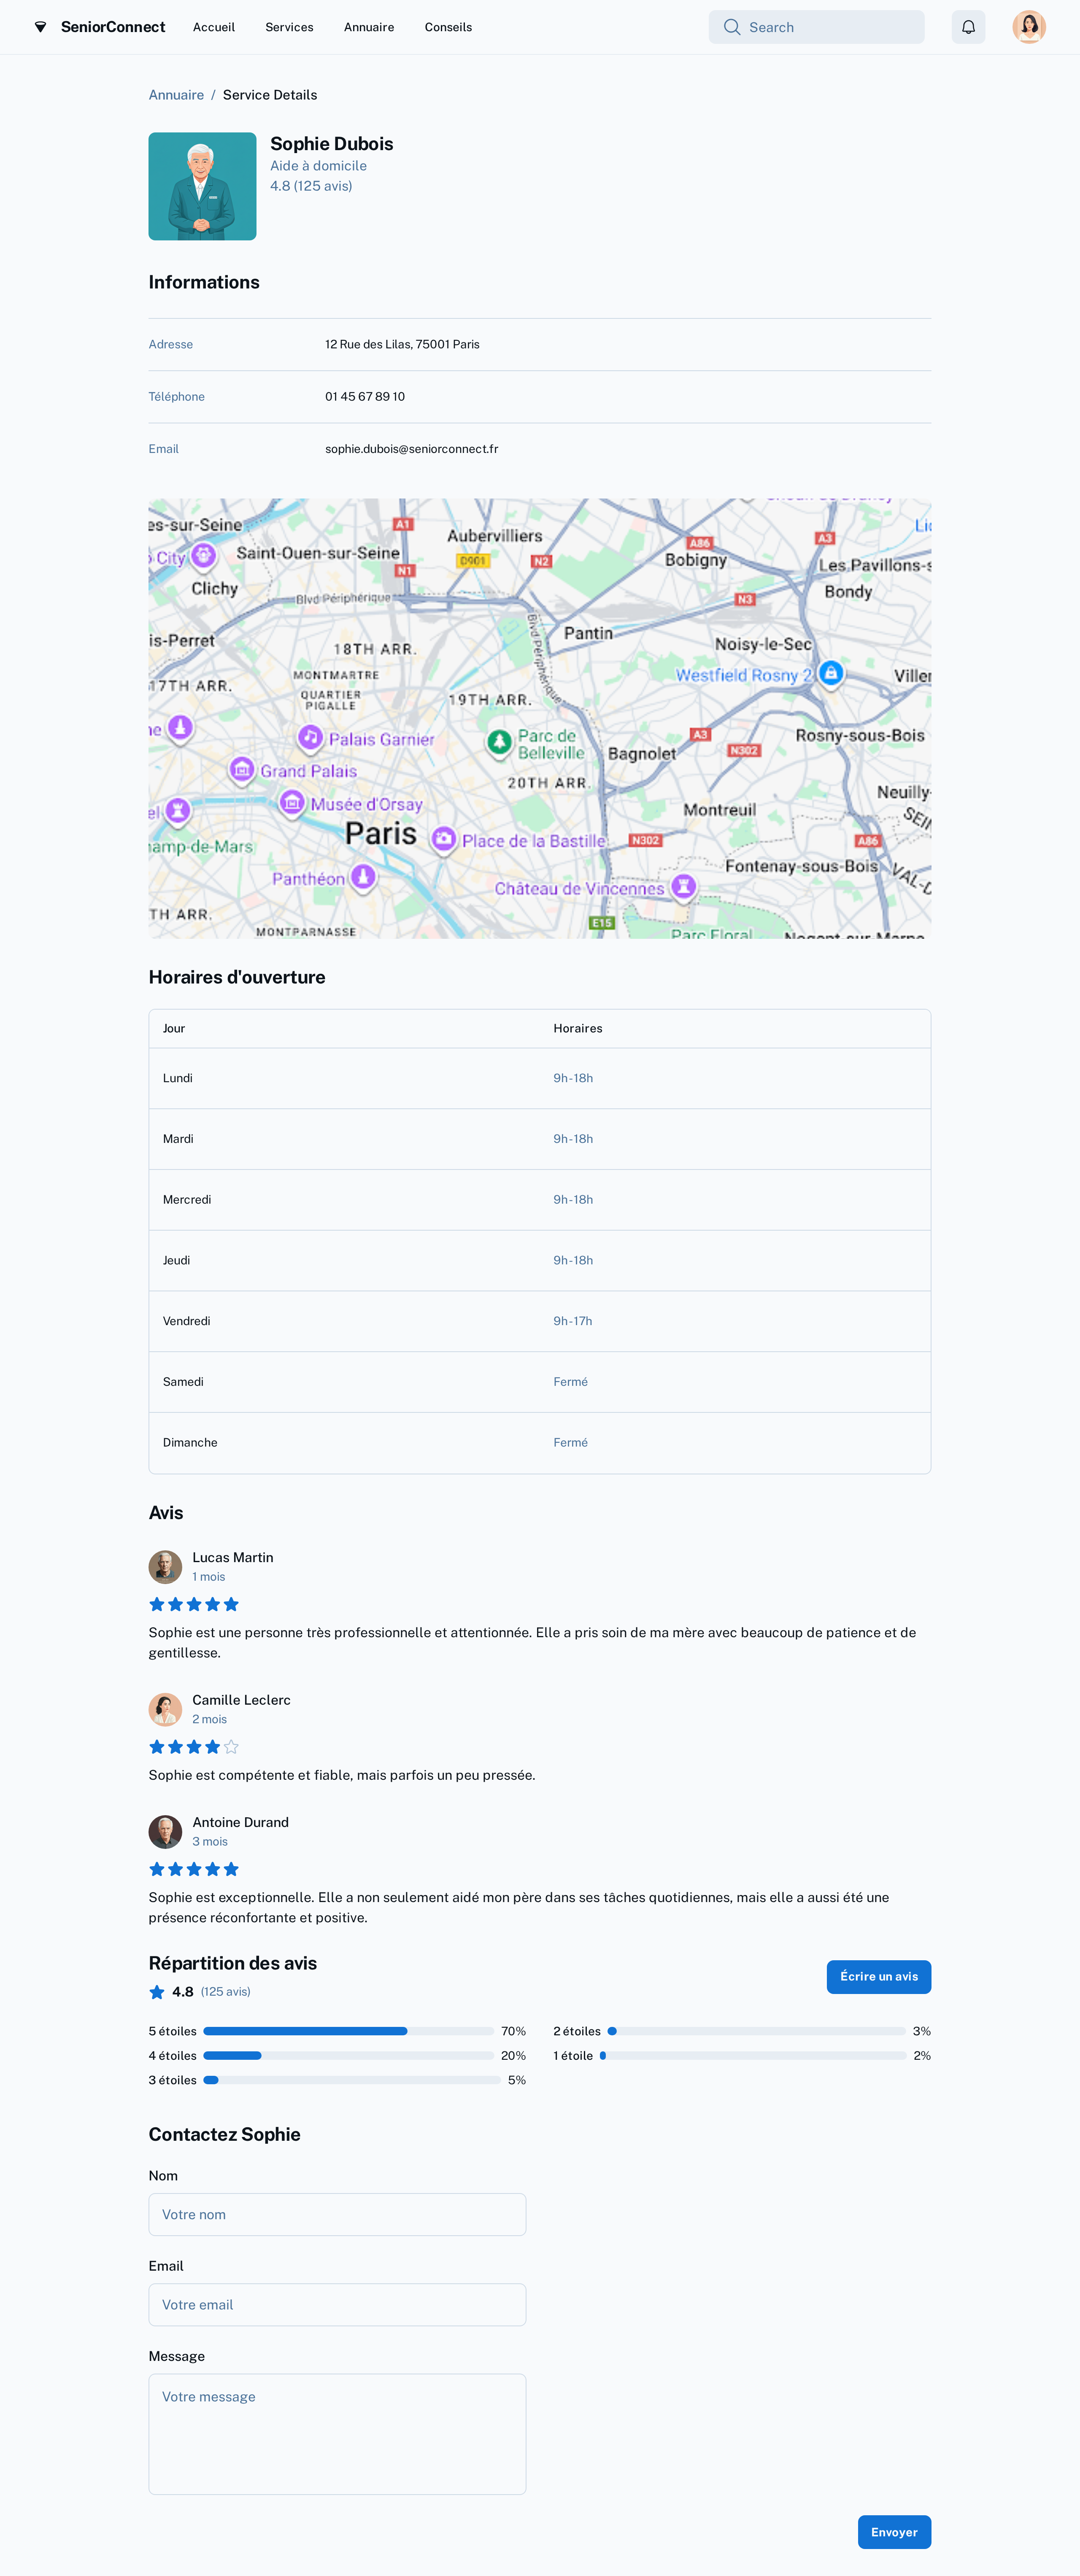 SeniorConnect
Accueil
Services
Annuaire
Conseils
Search
Annuaire / Service Details
Sophie Dubois
Aide à domicile
4.8 (125 avis)
Informations
Adresse
12 Rue des Lilas, 75001 Paris
Téléphone
01 45 67 89 10
Email
sophie.dubois@seniorconnect.fr
es-sur-Seine
A1
Aubervilliers
A86
A3
City
Saint-Ouen-sur-Seine
D901
N2
Bobigny
Les Pavillons-s
N1
Clichy
Blvd Périphérique
N3
Bondy
Blvd Périphérique
is-Perret
18TH ARR.
Pantin
Noisy-le-Sec
17TH ARR.
MONTMARTRE
Westfield Rosny 2
Viller
QUARTIER
PIGALLE
19TH ARR.
ne
Palais Garnier
Parc de
Belleville
A3
Rosny-sous-Bois
Bagnolet
N302
Grand Palais
20TH ARR.
Neuilly-
el
Musée d'Orsay
Montreuil
SEIN
Paris
Place de la Bastille
N302
A86
hamp-de-Mars
Fontenay-sous-Bois
VAL-D
Panthéon
Château de Vincennes
TH ARR.
E15
MONTPARNASSE
Parc Floral
Nogent-sur-Marne
Horaires d'ouverture
Jour
Horaires
Lundi
9h-18h
Mardi
9h-18h
Mercredi
9h-18h
Jeudi
9h-18h
Vendredi
9h-17h
Samedi
Fermé
Dimanche
Fermé
Avis
Lucas Martin
1 mois
Sophie est une personne très professionnelle et attentionnée. Elle a pris soin de ma mère avec beaucoup de patience et de
gentillesse.
Camille Leclerc
2 mois
Sophie est compétente et fiable, mais parfois un peu pressée.
Antoine Durand
3 mois
Sophie est exceptionnelle. Elle a non seulement aidé mon père dans ses tâches quotidiennes, mais elle a aussi été une
présence réconfortante et positive.
Répartition des avis
4.8 (125 avis)
Écrire un avis
5 étoiles 70%
2 étoiles 3%
4 étoiles 20%
1 étoile 2%
3 étoiles 5%
Contactez Sophie
Nom
Votre nom
Email
Votre email
Message
Votre message
Envoyer